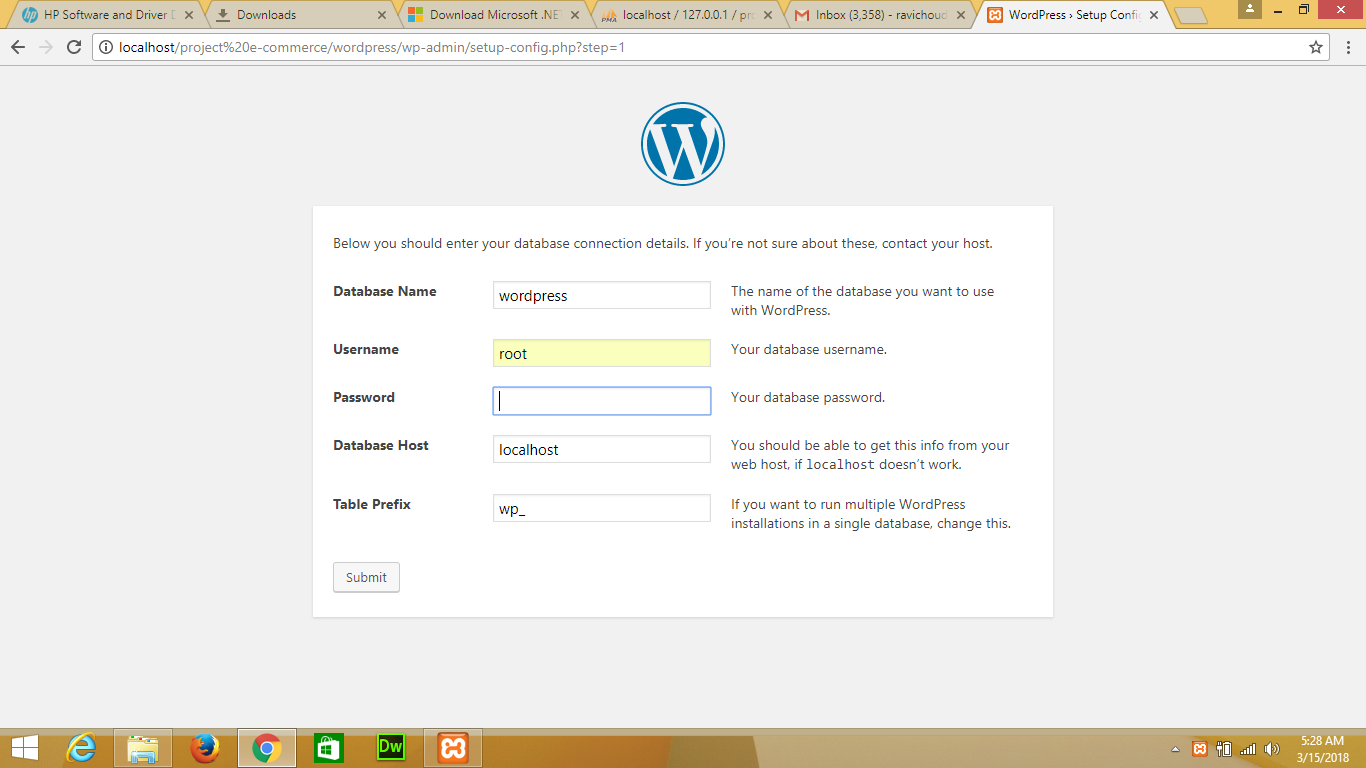 HP Software and Driver D
Downloads
Download Microsoft .NE
localhost / 127.0.0.1 / pro
Inbox (3,358) - ravichoud
WordPress › Setup Config
localhost/project%20e-commerce/wordpress/wp-admin/setup-config.php?step=1
Below you should enter your database connection details. If you’re not sure about these, contact your host.
Database Name
wordpress
The name of the database you want to use
with WordPress.
Username
root
Your database username.
Password
Your database password.
Database Host
localhost
You should be able to get this info from your
web host, if localhost doesn’t work.
Table Prefix
wp_
If you want to run multiple WordPress
installations in a single database, change this.
Submit
Dw
5:28 AM
3/15/2018